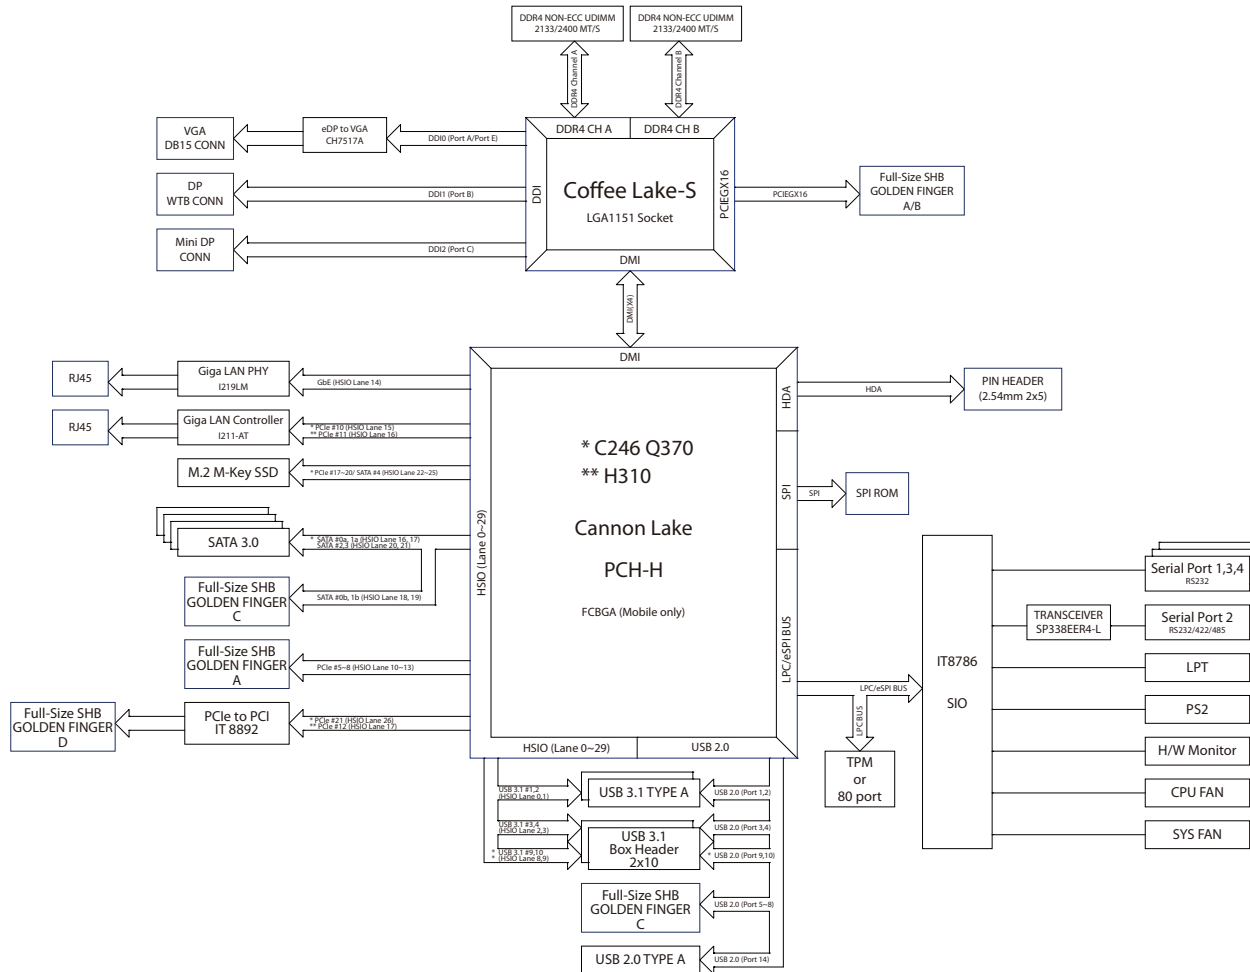 DDR4 NON-ECC UDIMM
2133/2400 MT/S
DDR4 NON-ECC UDIMM
2133/2400 MT/S
DDR4 Channel A
DDR4 Channel B
VGA
DB15 CONN
eDP to VGA
CH7517A
DDI0 (Port A/Port E)
DP
WTB CONN
DDI1 (Port B)
Mini DP
CONN
DDI2 (Port C)
DDR4 CH A
DDR4 CH B
DDI
Coffee Lake-S
LGA1151 Socket
PCIEGX16
DMI
PCIEGX16
Full-Size SHB
GOLDEN FINGER
A/B
DMI(X4)
RJ45
Giga LAN PHY
I219LM
GbE (HSIO Lane 14)
RJ45
Giga LAN Controller
I211-AT
* PCIe #10 (HSIO Lane 15)
** PCIe #11 (HSIO Lane 16)
M.2 M-Key SSD
* PCIe #17~20/ SATA #4 (HSIO Lane 22~25)
SATA 3.0
* SATA #0a, 1a (HSIO Lane 16, 17)
SATA #2,3 (HSIO Lane 20, 21)
Full-Size SHB
GOLDEN FINGER
C
SATA #0b, 1b (HSIO Lane 18, 19)
Full-Size SHB
GOLDEN FINGER
A
PCIe #5~8 (HSIO Lane 10~13)
Full-Size SHB
GOLDEN FINGER
D
PCIe to PCI
IT 8892
* PCIe #21 (HSIO Lane 26)
** PCIe #12 (HSIO Lane 17)
DMI
HSIO (Lane 0~29)
* C246 Q370
** H310
Cannon Lake
PCH-H
FCBGA (Mobile only)
HDA
SPI
LPC/eSPI BUS
HSIO (Lane 0~29)
USB 2.0
HDA
PIN HEADER
(2.54mm 2x5)
SPI
SPI ROM
LPC/eSPI BUS
LPCBUS
TPM
or
80 port
IT8786
SIO
Serial Port 1,3,4
RS232
TRANSCEIVER
SP338EER4-L
Serial Port 2
RS232/422/485
LPT
PS2
H/W Monitor
CPU FAN
SYS FAN
USB 3.1 #1,2
(HSIO Lane 0,1)
USB 3.1 TYPE A
USB 2.0 (Port 1,2)
USB 3.1 #3,4
(HSIO Lane 2,3)
USB 3.1
Box Header
2x10
USB 2.0 (Port 3,4)
* USB 3.1 #9,10
* (HSIO Lane 8,9)
* USB 2.0 (Port 9,10)
Full-Size SHB
GOLDEN FINGER
C
USB 2.0 (Port 5~8)
USB 2.0 TYPE A
USB 2.0 (Port 14)